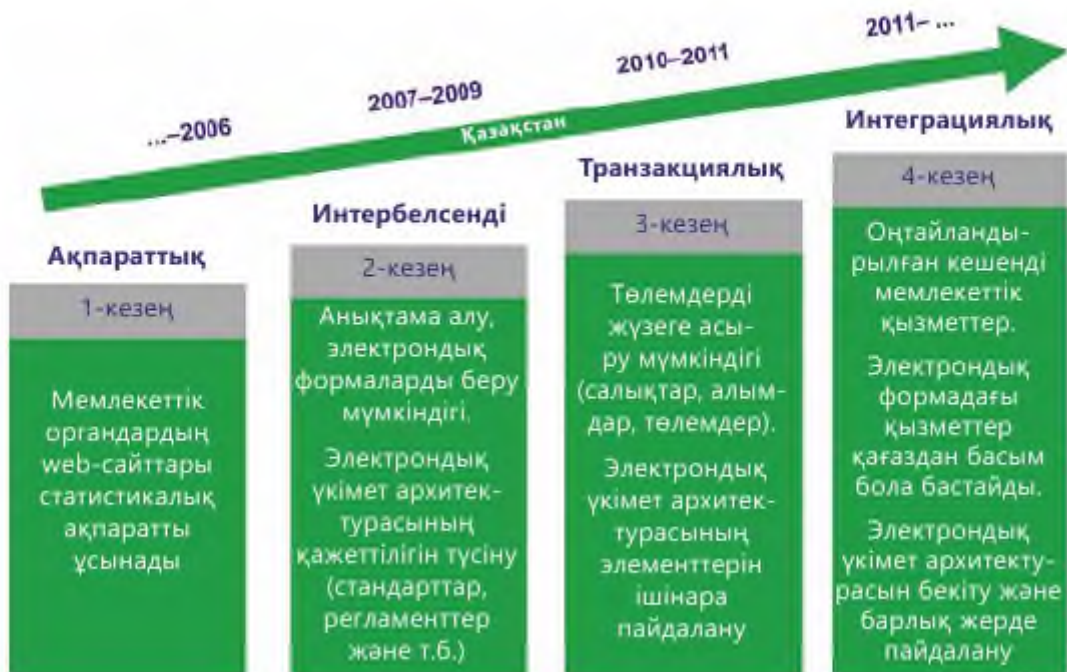 ...–2006
2007–2009
2010–2011
2011– ...
Қазақстан
Ақпараттық
1-кезең
Мемлекеттік
органдардың
web-сайттары
статистикалық
ақпаратты
ұсынады
Интербелсенді
2-кезең
Анықтама алу,
электрондық
формаларды беру
мүмкіндігі.
Электрондық
үкімет архитек-
турасының
қажеттілігін түсіну
(стандарттар,
регламенттер
және т.б.)
Транзакциялық
3-кезең
Төлемдерді
жүзеге асы-
ру мүмкіндігі
(салықтар, алым-
дар, төлемдер).
Электрондық
үкімет архитек-
турасының
элементтерін
ішінара
пайдалану
Интеграциялық
4-кезең
Оңтайланды-
рылған кешенді
мемлекеттік
қызметтер.
Электрондық
формадағы
қызметтер
қағаздан басым
бола бастайды.
Электрондық
үкімет архитекту-
расын бекіту және
барлық жерде
пайдалану